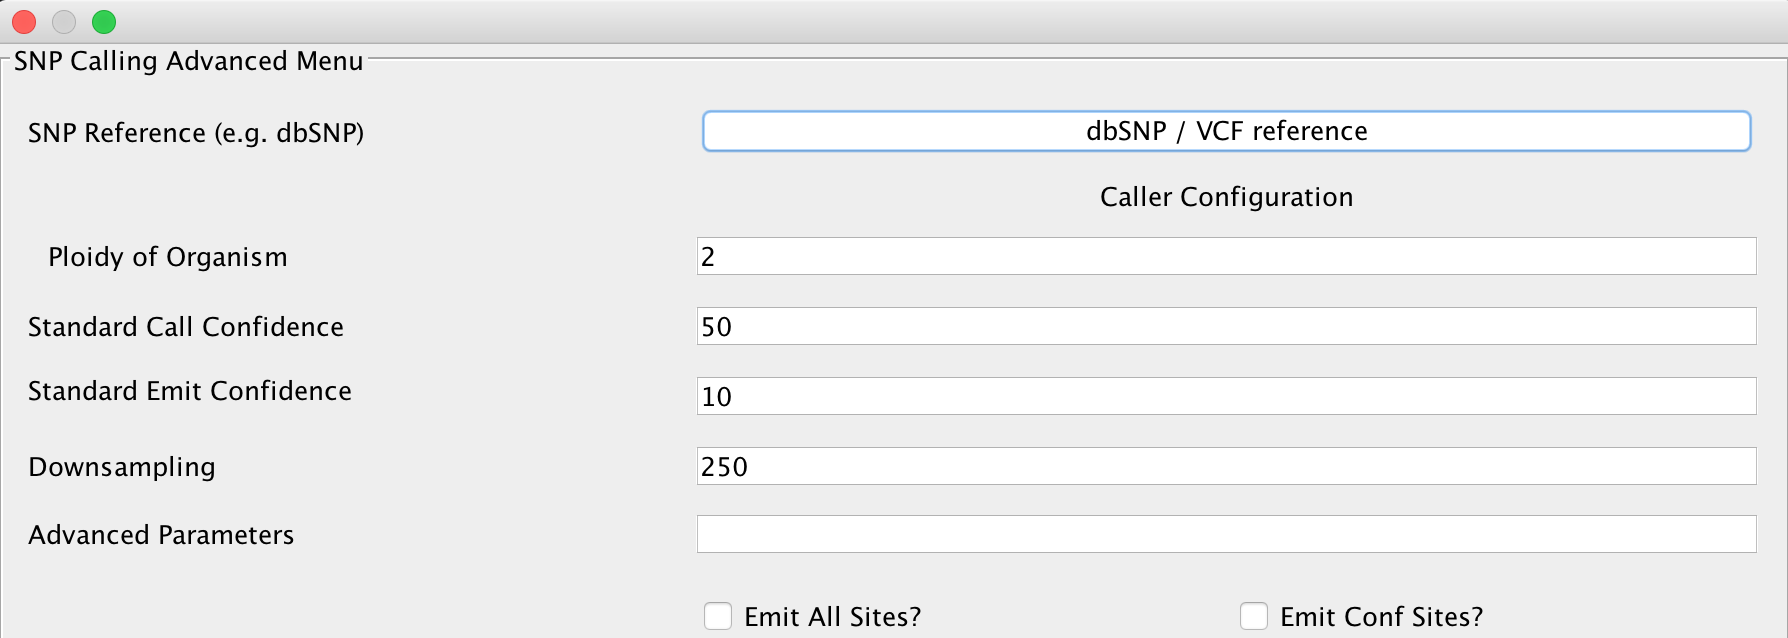 SNP Calling Advanced Menu
SNP Reference (e.g. dbSNP)
dbSNP / VCF reference
Caller Configuration
Ploidy of Organism
2
Standard Call Confidence
50
Standard Emit Confidence
10
Downsampling
250
Advanced Parameters
Emit All Sites?
Emit Conf Sites?